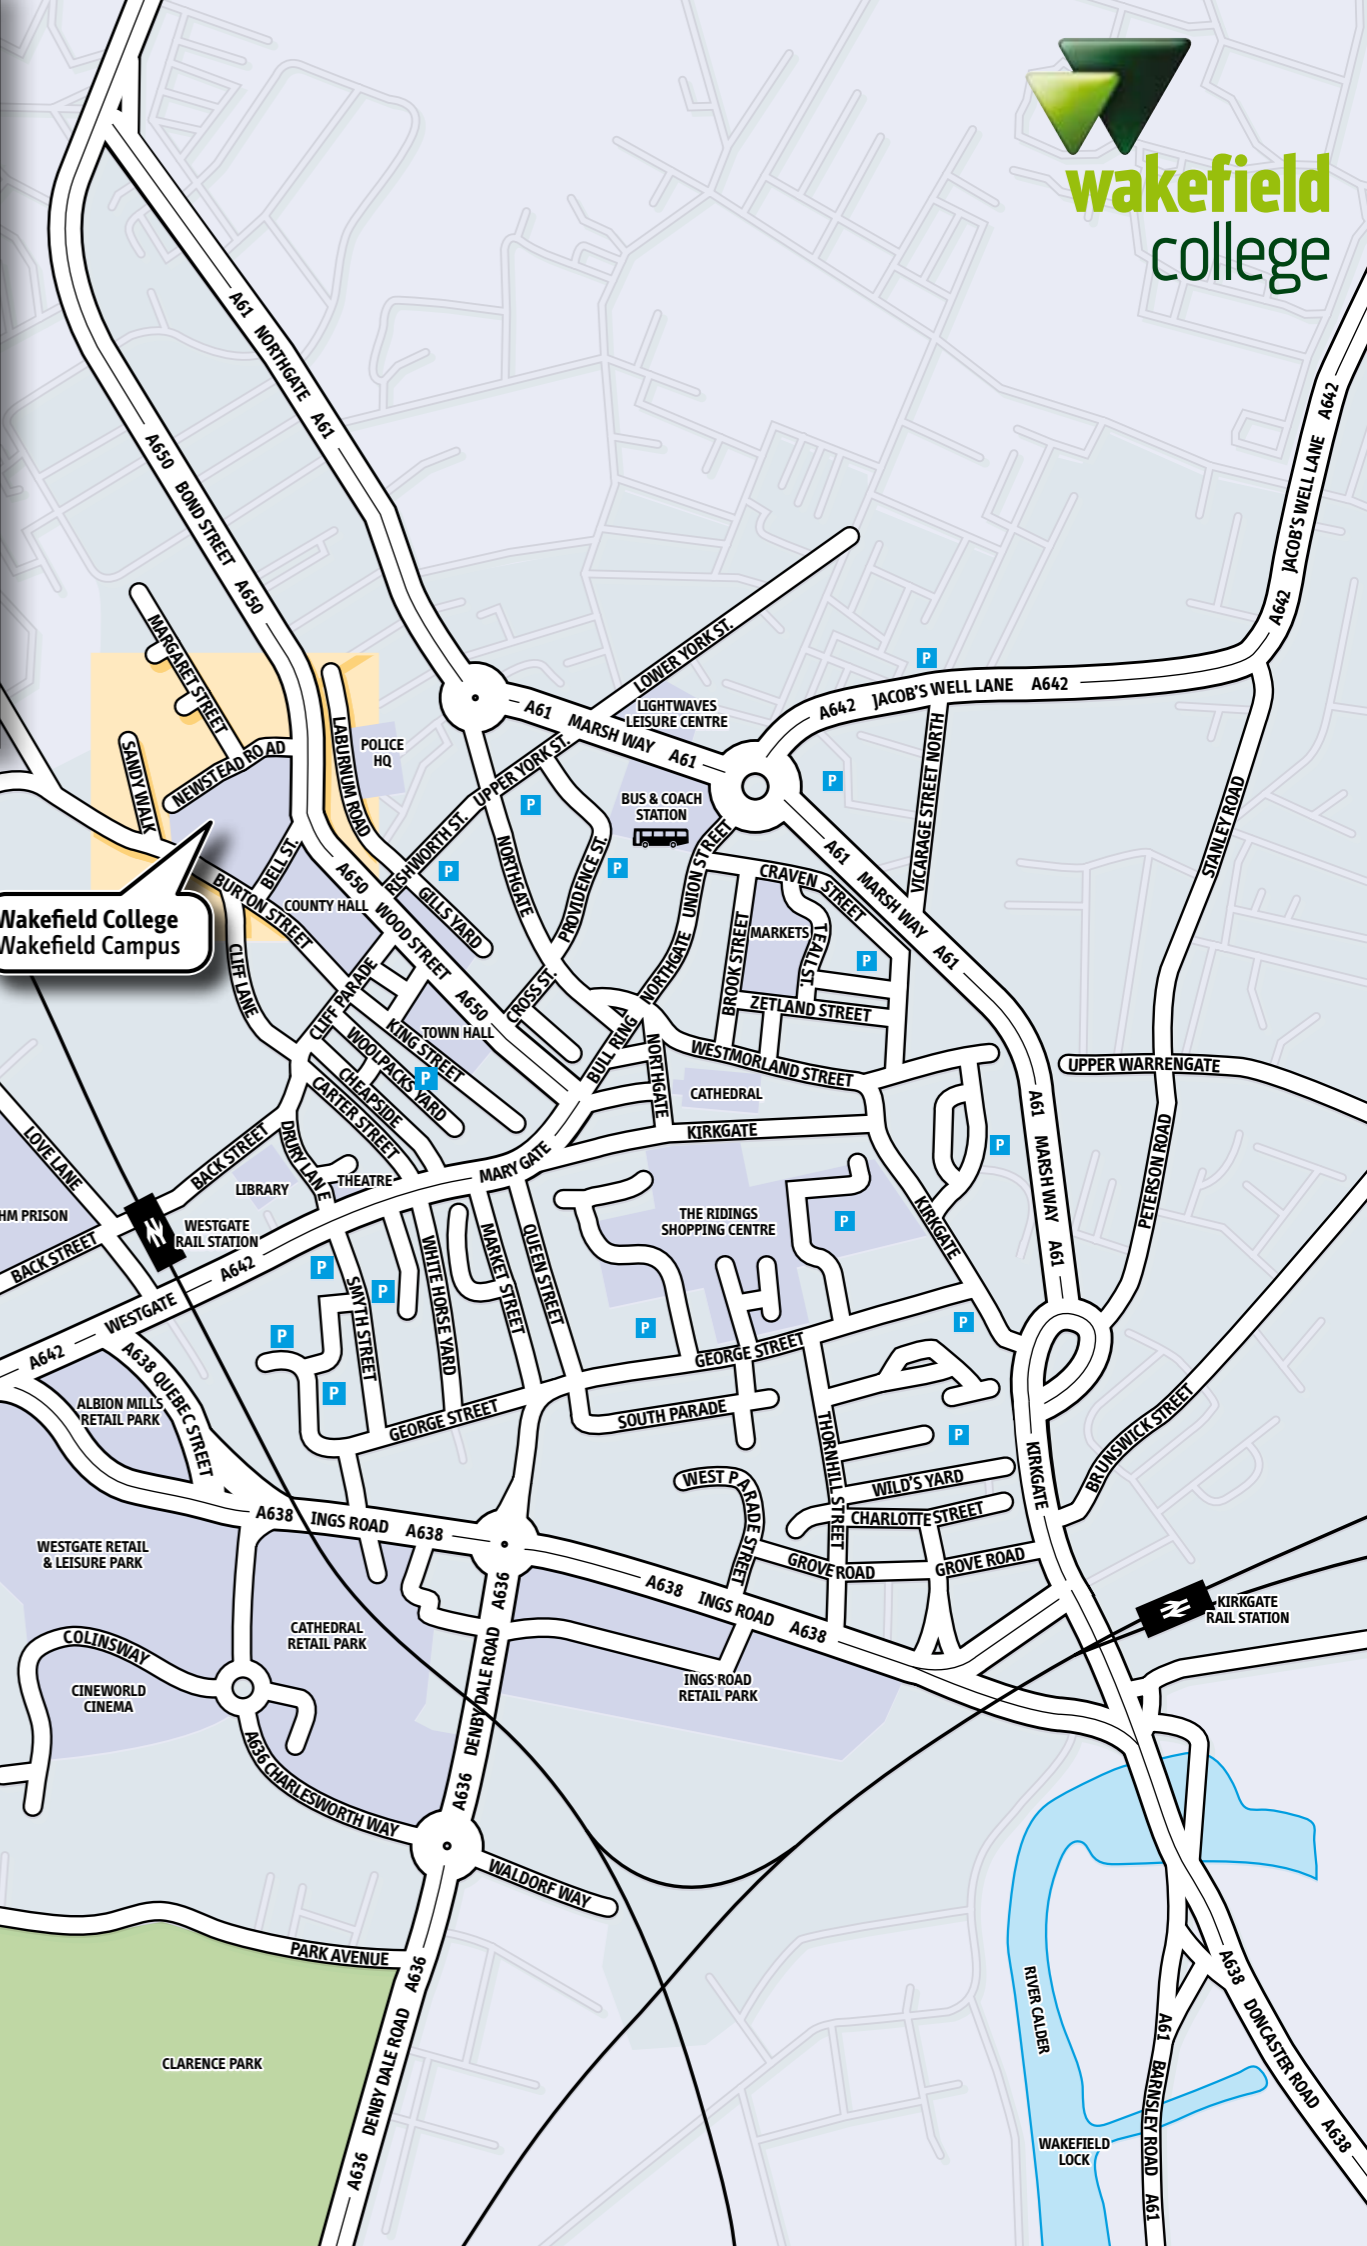 wakefield
college
A61 NORTHGATE A61
A642 JACOB'S WELL LANE A642
A650 BOND STREET A650
MARGARET STREET
LOWER YORK ST.
P
JACOB'S WELL LANE A642
A642
LIGHTWAVES
LEISURE CENTRE
A61 MARSH WAY A61
SANDY WALK
NEWSTEAD ROAD
LABURNUM ROAD
POLICE
HQ
UPPER YORK ST.
P
P
BUS & COACH
STATION
VICARAGE STREET NORTH
STANLEY ROAD
RISHWORTH ST.
P
P
NORTHGATE
PROVIDENCE ST.
UNION STREET
CRAVEN STREET
A61 MARSH WAY A61
BELL ST.
BURTON STREET
COUNTY HALL
A650 WOOD STREET A650
GILLS YARD
Wakefield College
Wakefield Campus
MARKETS
TEALL ST.
P
BROOK STREET
NORTHGATE
CLIFF LANE
CLIFF PARADE
CROSS ST.
ZETLAND STREET
TOWN HALL
KING STREET
WOOLPACKS YARD
P
BULL RING
NORTHGATE
WESTMORLAND STREET
UPPER WARRENGATE
CHEAPSIDE
CARTER STREET
CATHEDRAL
A61 MARSH WAY A61
KIRKGATE
P
PETERSON ROAD
LOVE LANE
BACK STREET
DRURY LANE
MARY GATE
THEATRE
LIBRARY
HM PRISON
WESTGATE
RAIL STATION
BACK STREET
THE RIDINGS
SHOPPING CENTRE
P
KIRKGATE
A642
WESTGATE
A642
P
P
P
P
SMYTH STREET
WHITE HORSE YARD
MARKET STREET
QUEEN STREET
P
P
GEORGE STREET
GEORGE STREET
SOUTH PARADE
A638 QUEBEC STREET
ALBION MILLS
RETAIL PARK
THORNHILL STREET
P
BRUNSWICK STREET
KIRKGATE
WEST PARADE STREET
WILD'S YARD
CHARLOTTE STREET
A638 INGS ROAD A638
GROVE ROAD
GROVE ROAD
WESTGATE RETAIL
& LEISURE PARK
A636
A638 INGS ROAD A638
KIRKGATE
RAIL STATION
CATHEDRAL
RETAIL PARK
COLINSWAY
CINEWORLD
CINEMA
INGS ROAD
RETAIL PARK
A636 DENBY DALE ROAD
A636 CHARLESWORTH WAY
WALDORF WAY
PARK AVENUE
A636 DENBY DALE ROAD A636
CLARENCE PARK
RIVER CALDER
A638 DONCASTER ROAD A638
A61 BARNSLEY ROAD A61
WAKEFIELD
LOCK